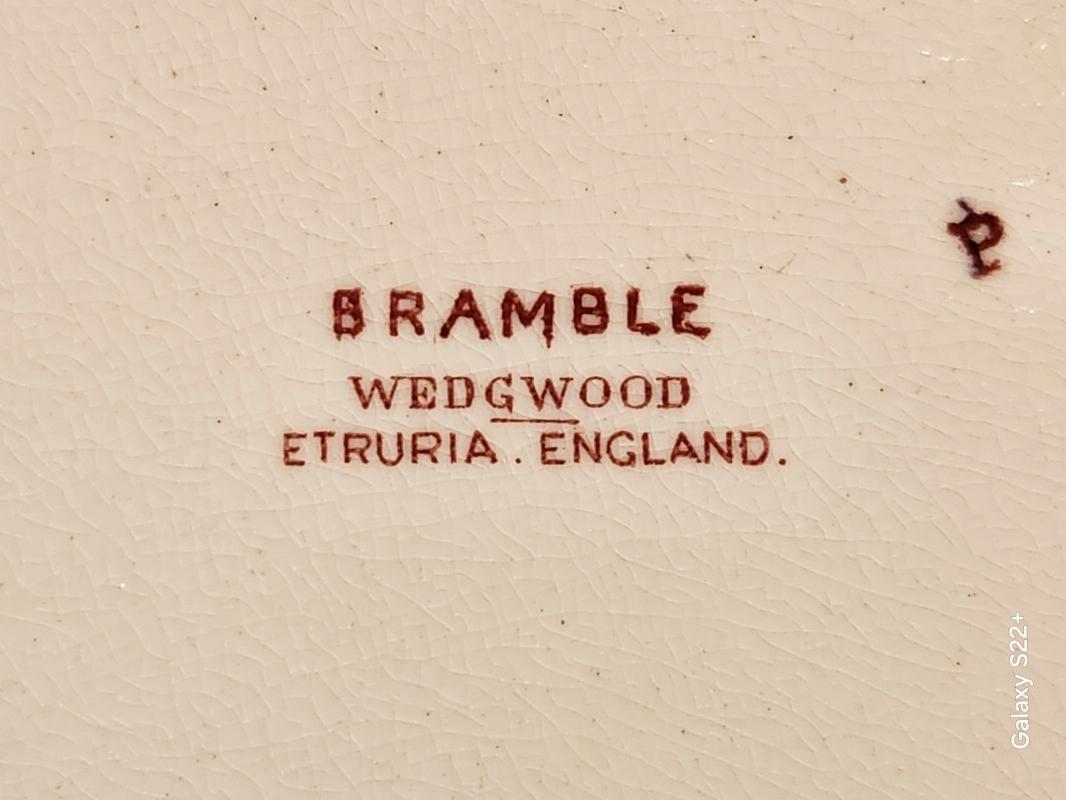 P
BRAMBLE
WEDGWOOD
ETRURIA . ENGLAND.
Galaxy S22+